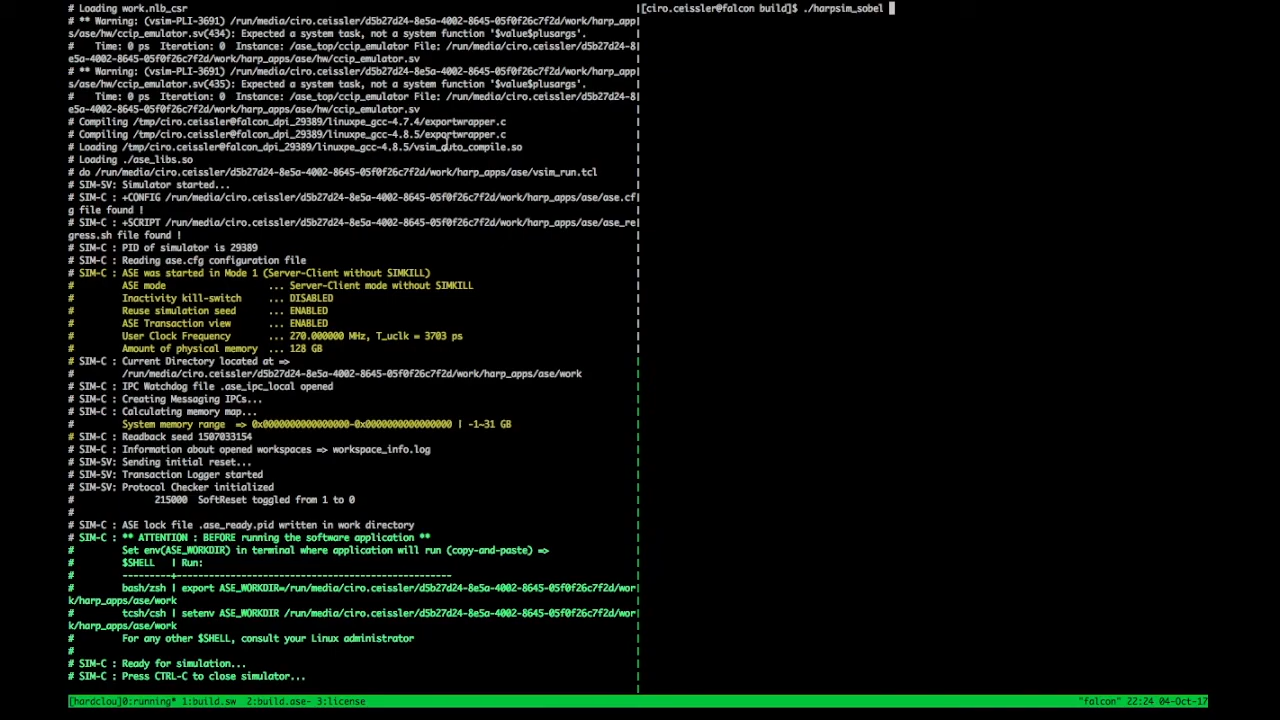 # Loading work.nlb_csr
# ** Warning: (vsim-PLI-3691) /run/media/ciro.ceissler/d5b27d24-8e5a-4002-8645-05f0f26c7f2d/work/harp_app
s/ase/hw/ccip_emulator.sv(434): Expected a system task, not a system function '$value$plusargs'.
#    Time: 0 ps  Iteration: 0  Instance: /ase_top/ccip_emulator File: /run/media/ciro.ceissler/d5b27d24-8
e5a-4002-8645-05f0f26c7f2d/work/harp_apps/ase/hw/ccip_emulator.sv
# ** Warning: (vsim-PLI-3691) /run/media/ciro.ceissler/d5b27d24-8e5a-4002-8645-05f0f26c7f2d/work/harp_app
s/ase/hw/ccip_emulator.sv(435): Expected a system task, not a system function '$value$plusargs'.
#    Time: 0 ps  Iteration: 0  Instance: /ase_top/ccip_emulator File: /run/media/ciro.ceissler/d5b27d24-8
e5a-4002-8645-05f0f26c7f2d/work/harp_apps/ase/hw/ccip_emulator.sv
# Compiling /tmp/ciro.ceissler@falcon_dpi_29389/linuxpe_gcc-4.7.4/exportwrapper.c
# Compiling /tmp/ciro.ceissler@falcon_dpi_29389/linuxpe_gcc-4.8.5/exportwrapper.c
# Loading /tmp/ciro.ceissler@falcon_dpi_29389/linuxpe_gcc-4.8.5/vsim_auto_compile.so
# Loading ./ase_libs.so
# do /run/media/ciro.ceissler/d5b27d24-8e5a-4002-8645-05f0f26c7f2d/work/harp_apps/ase/vsim_run.tcl
# SIM-SV: Simulator started...
# SIM-C : +CONFIG /run/media/ciro.ceissler/d5b27d24-8e5a-4002-8645-05f0f26c7f2d/work/harp_apps/ase/ase.cf
g file found !
# SIM-C : +SCRIPT /run/media/ciro.ceissler/d5b27d24-8e5a-4002-8645-05f0f26c7f2d/work/harp_apps/ase/ase_re
gress.sh file found !
# SIM-C : PID of simulator is 29389
# SIM-C : Reading ase.cfg configuration file
# SIM-C : ASE was started in Mode 1 (Server-Client without SIMKILL)
#         ASE mode                ... Server-Client mode without SIMKILL
#         Inactivity kill-switch  ... DISABLED
#         Reuse simulation seed   ... ENABLED
#         ASE Transaction view    ... ENABLED
#         User Clock Frequency    ... 270.000000 MHz, T_uclk = 3703 ps
#         Amount of physical memory  ... 128 GB
# SIM-C : Current Directory located at =>
#         /run/media/ciro.ceissler/d5b27d24-8e5a-4002-8645-05f0f26c7f2d/work/harp_apps/ase/work
# SIM-C : IPC Watchdog file .ase_ipc_local opened
# SIM-C : Creating Messaging IPCs...
# SIM-C : Calculating memory map...
#         System memory range  => 0x0000000000000000-0x0000000000000000 | -1~31 GB
# SIM-C : Readback seed 1507033154
# SIM-C : Information about opened workspaces => workspace_info.log
# SIM-SV: Sending initial reset...
# SIM-SV: Transaction Logger started
# SIM-SV: Protocol Checker initialized
#              215000  SoftReset toggled from 1 to 0
#
# SIM-C : ASE lock file .ase_ready.pid written in work directory
# SIM-C : ** ATTENTION : BEFORE running the software application **
#         Set env(ASE_WORKDIR) in terminal where application will run (copy-and-paste) =>
#         $SHELL   | Run:
#         ---------+---------------------------------------------------
#         bash/zsh | export ASE_WORKDIR=/run/media/ciro.ceissler/d5b27d24-8e5a-4002-8645-05f0f26c7f2d/wor
k/harp_apps/ase/work
#         tcsh/csh | setenv ASE_WORKDIR /run/media/ciro.ceissler/d5b27d24-8e5a-4002-8645-05f0f26c7f2d/wor
k/harp_apps/ase/work
#         For any other $SHELL, consult your Linux administrator
#
# SIM-C : Ready for simulation...
# SIM-C : Press CTRL-C to close simulator...
[ciro.ceissler@falcon build]$ ./harpsim_sobel
[hardclou]0:running* 1:build.sw  2:build.ase- 3:license "falcon" 22:24 04-Oct-17